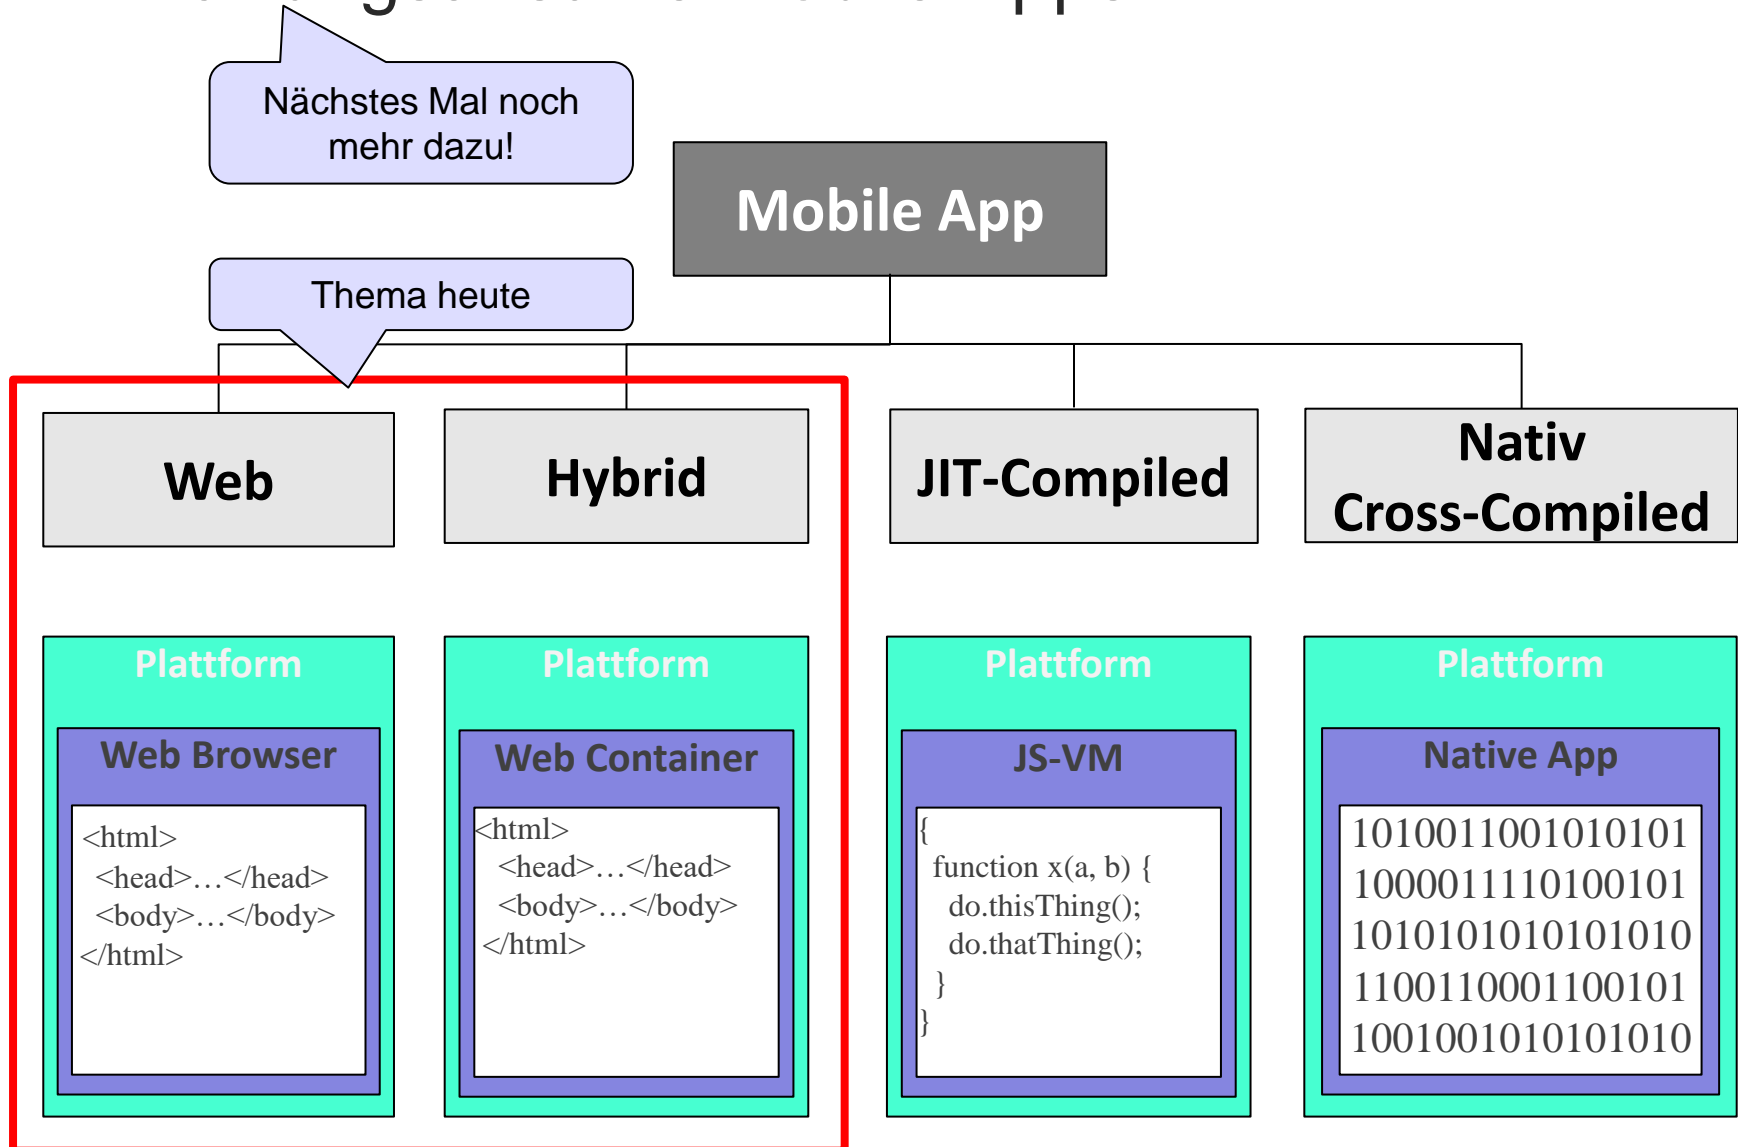 Nächstes Mal noch
mehr dazu!
Mobile App
Thema heute
Web
Hybrid
JIT-Compiled
Nativ
Cross-Compiled
Plattform
Web Browser
<html>
<head>…</head>
<body>…</body>
</html>
Plattform
Web Container
<html>
<head>…</head>
<body>…</body>
</html>
Plattform
JS-VM
{
function x(a, b) {
do.thisThing();
do.thatThing();
}
}
Plattform
Native App
1010011001010101
1000011110100101
1010101010101010
1100110001100101
1001001010101010